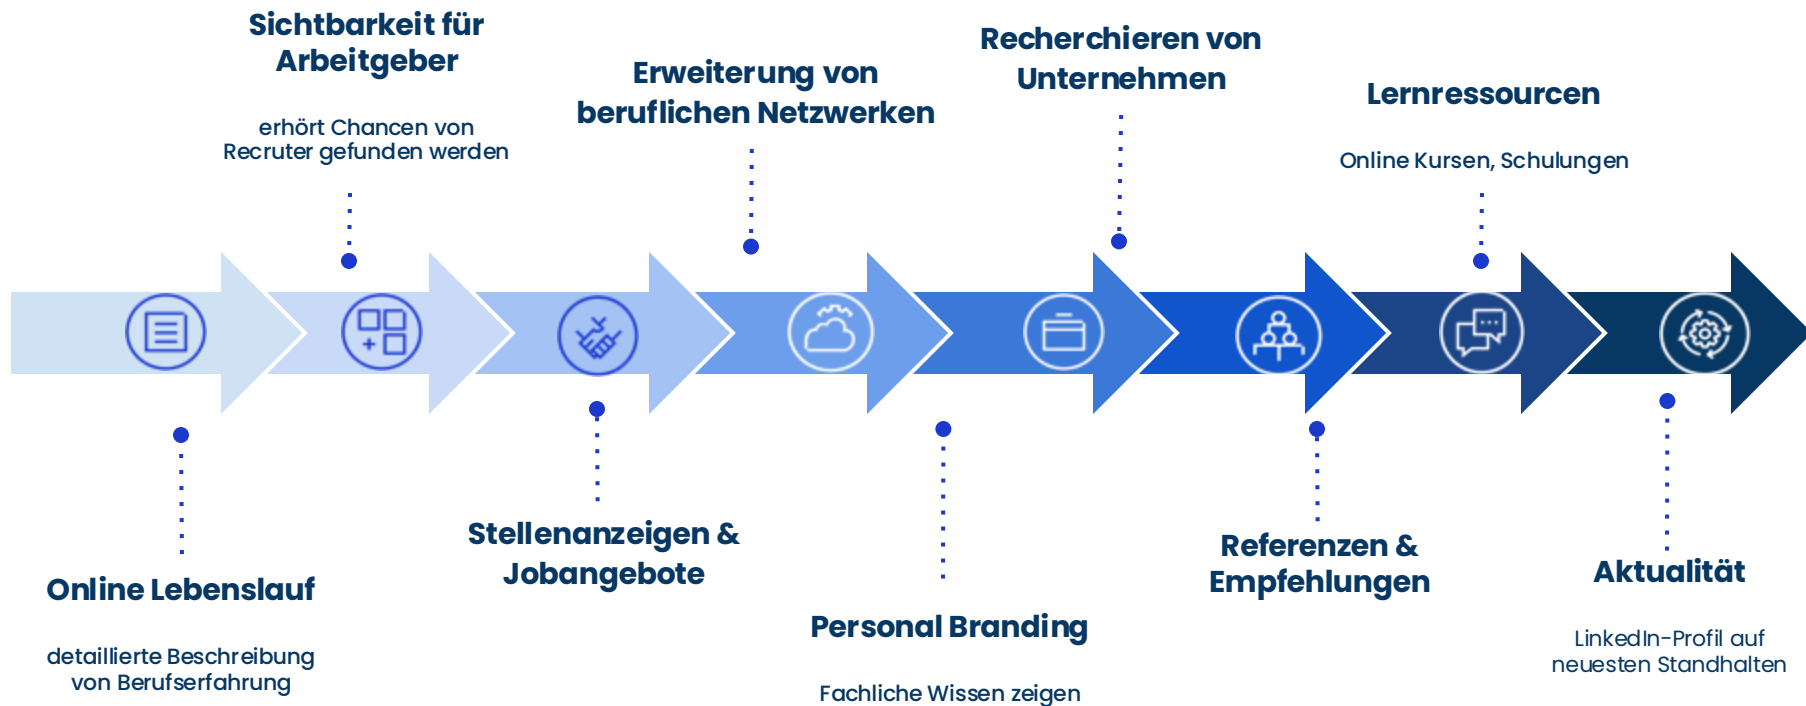 Sichtbarkeit für
Arbeitgeber
erhört Chancen von
Recruter gefunden werden
Erweiterung von
beruflichen Netzwerken
Recherchieren von
Unternehmen
Lernressourcen
Online Kursen, Schulungen
Online Lebenslauf
detaillierte Beschreibung
von Berufserfahrung
Stellenanzeigen &
Jobangebote
Personal Branding
Fachliche Wissen zeigen
Referenzen &
Empfehlungen
Aktualität
LinkedIn-Profil auf
neuesten Standhalten